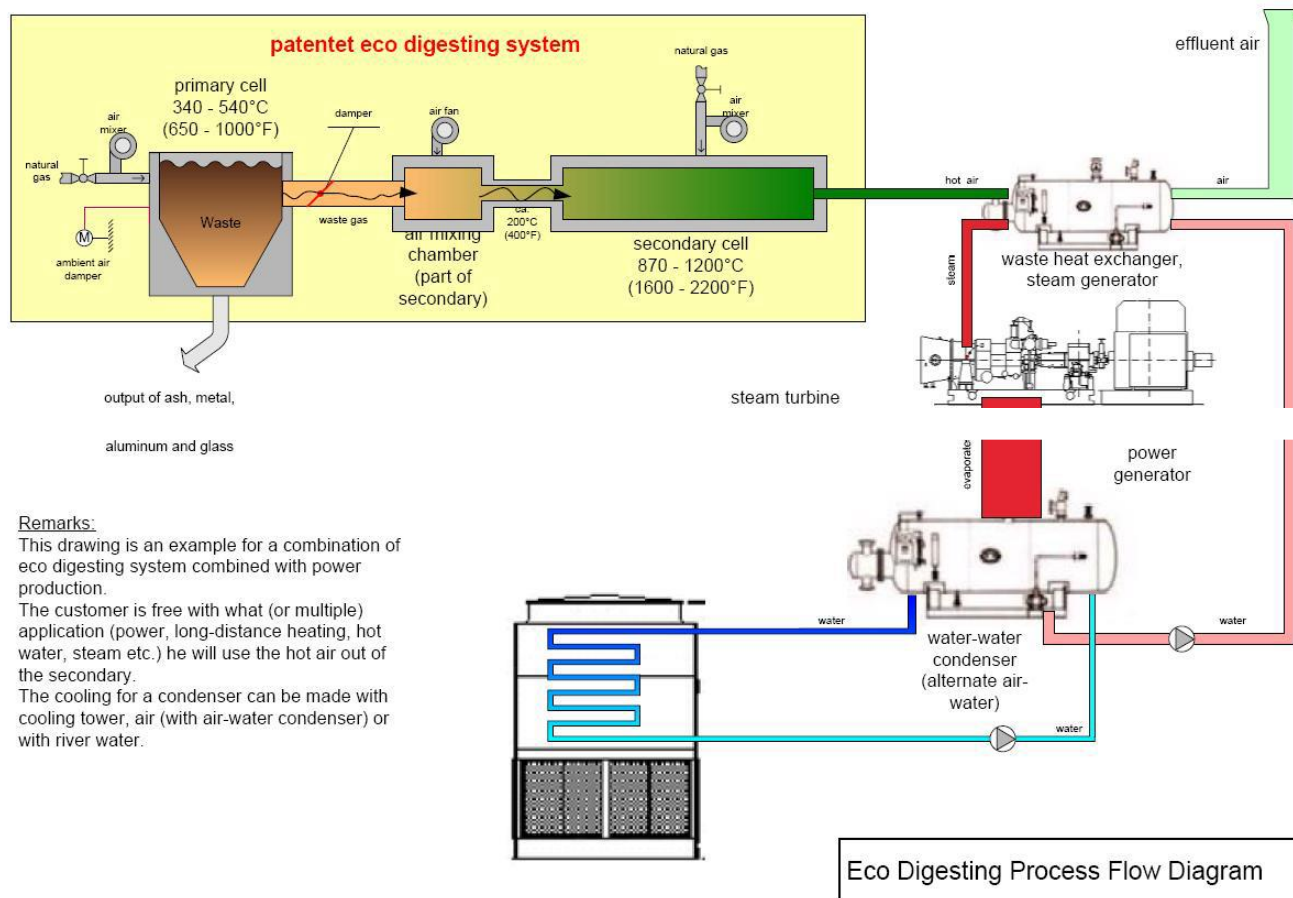 patentet eco digesting system
effluent air
natural gas
primary cell
340 - 540°C
(650 - 1000°F)
damper
air fan
air
mixer
air
mixer
natural
gas
hot air
air
Waste
waste gas
ca.
200°C
(400°F)
M
ambient air
damper
air mixing
chamber
(part of
secondary)
secondary cell
870 - 1200°C
(1600 - 2200°F)
steam
waste heat exchanger,
steam generator
output of ash, metal,
aluminum and glass
steam turbine
evaporate
power
generator
Remarks:
This drawing is an example for a combination of
eco digesting system combined with power
production.
The customer is free with what (or multiple)
application (power, long-distance heating, hot
water, steam etc.) he will use the hot air out of
the secondary.
The cooling for a condenser can be made with
cooling tower, air (with air-water condenser) or
with river water.
water
water
water-water
condenser
(alternate air-
water)
water
Eco Digesting Process Flow Diagram